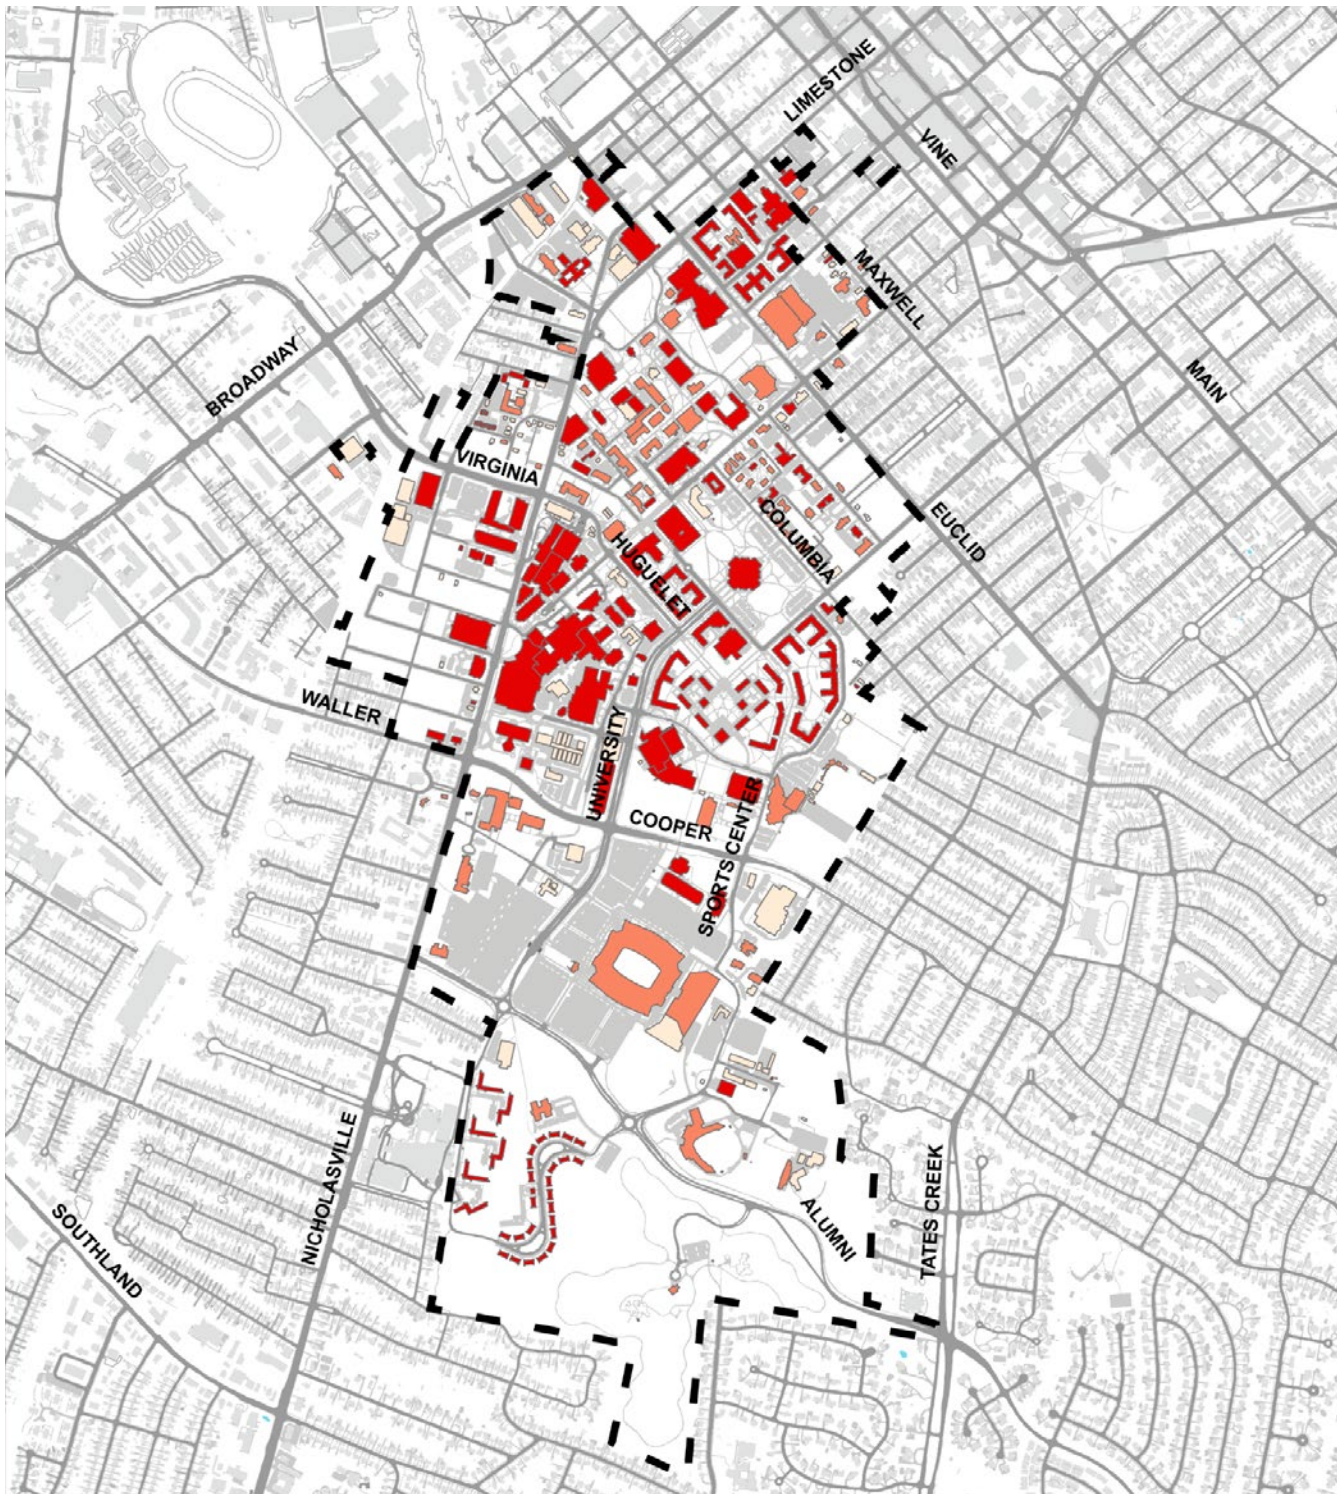 LIMESTONE
VINE
MAXWELL
BROADWAY
MAIN
VIRGINIA
EUCLID
COLUMBIA
HUGUELET
WALLER
UNIVERSITY
COOPER
SPORTS CENTER
NICHOLASVILLE
TATES CREEK
ALUMNI
SOUTHLAND